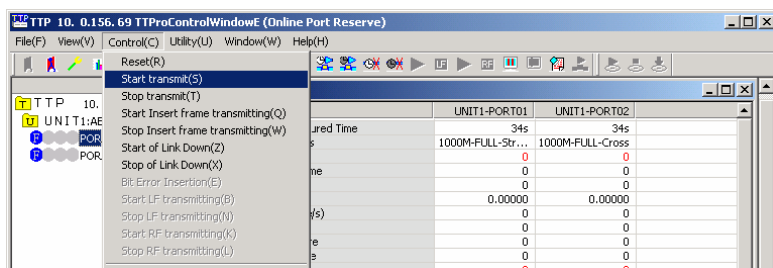 TTP 10. 0.156. 69 TTProControlWindowE (Online Port Reserve)
File(F) View(V) Control(C) Utility(U) Window(W) Help(H)
Reset(R)
Start transmit(S)
Stop transmit(T)
Start Insert frame transmitting(Q)
Stop Insert frame transmitting(W)
Start of Link Down(Z)
Stop of Link Down(X)
Bit Error Insertion(E)
Start LF transmitting(B)
Stop LF transmitting(N)
Start RF transmitting(K)
Stop RF transmitting(L)
TTP 10.
UNIT1:AB
POR
POR
UNIT1-PORT01 UNIT1-PORT02
ured Time 34s 34s
s 1000M-FULL-Str... 1000M-FULL-Cross
0 0
me 0 0
0 0
0.00000 0.00000
/s) 0 0
0 0
re 0 0
e 0 0